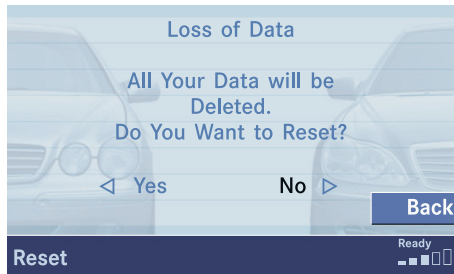 Loss of Data
All Your Data will be
Deleted.
Do You Want to Reset?
Yes No
Back
Reset Ready